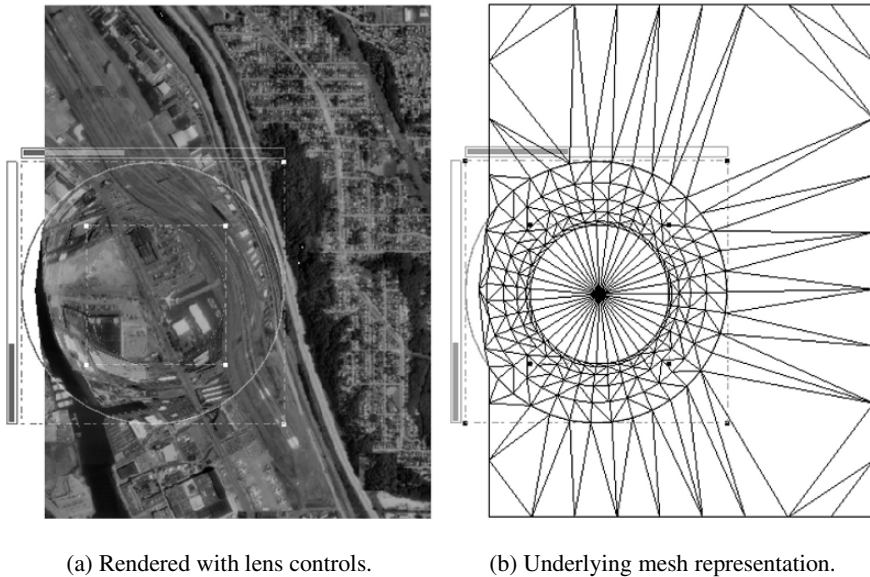 (a) Rendered with lens controls.
(b) Underlying mesh representation.